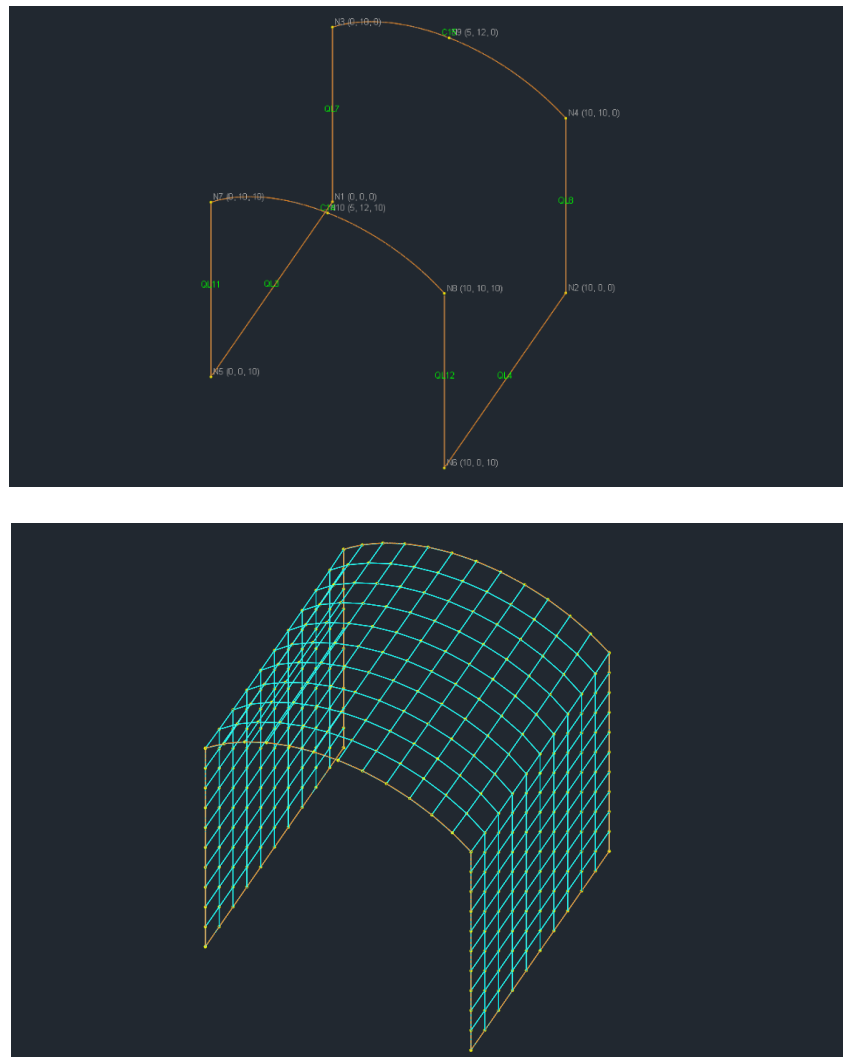 N3 (0, 10, 0)
N9 (5, 12, 0)
QL7
N4 (10, 10, 0)
N7 (0, 10, 10)
N1 (0, 0, 0)
N10 (5, 12, 10)
QL8
QL11
QL3
N8 (10, 10, 10)
N2 (10, 0, 0)
N5 (0, 0, 10)
QL12
QL4
N6 (10, 0, 10)